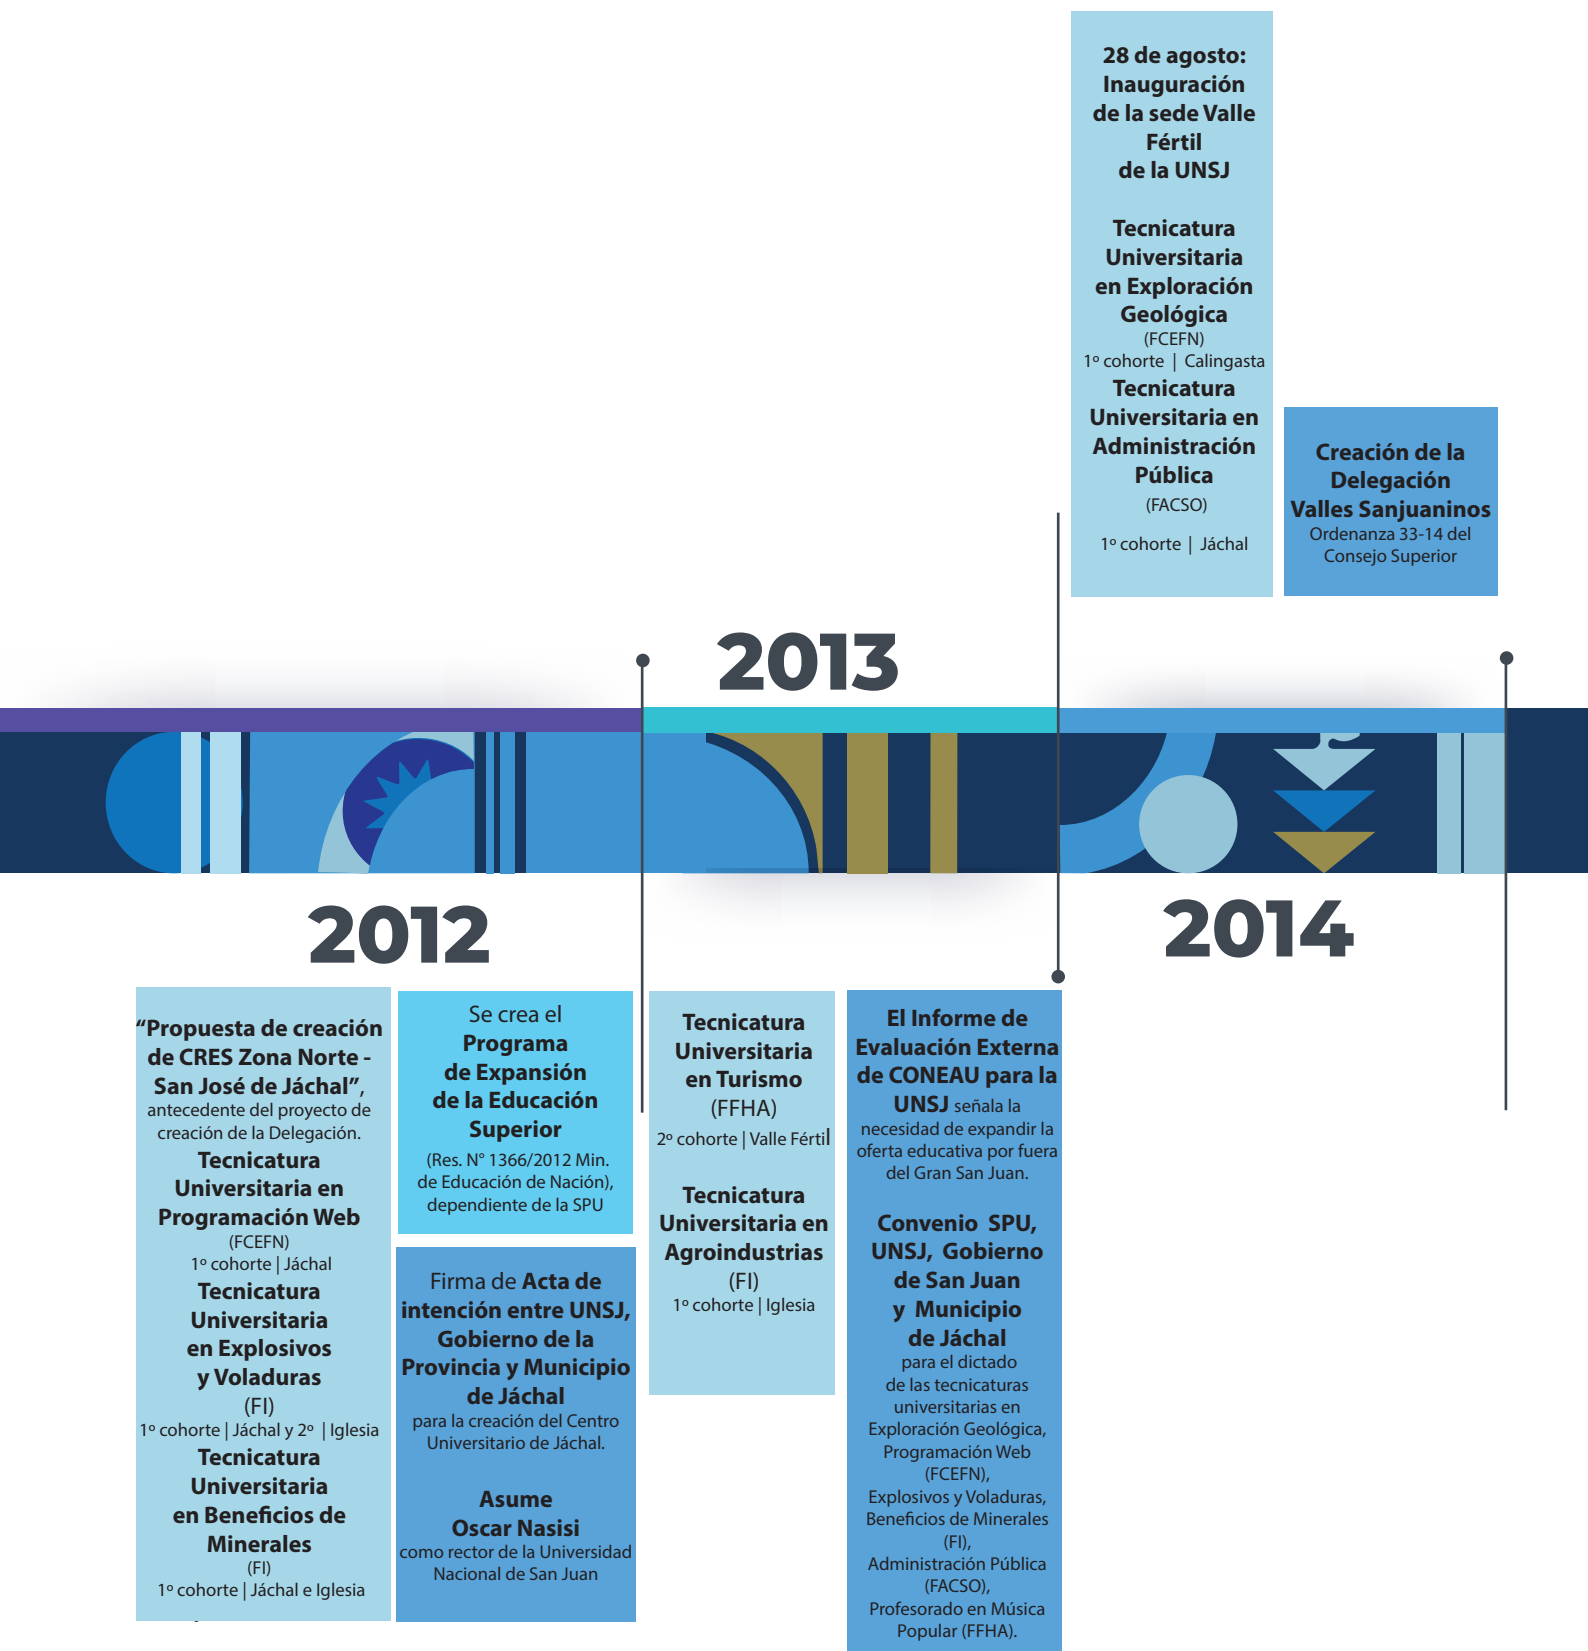 28 de agosto:
Inauguración
de la sede Valle
Fértil
de la UNSJ
Tecnicatura
Universitaria
en Exploración
Geológica
(FCEFN)
1º cohorte | Calingasta
Tecnicatura
Universitaria en
Administración
Pública
(FACSO)
1º cohorte | Jáchal
Creación de la
Delegación
Valles Sanjuaninos
Ordenanza 33-14 del
Consejo Superior
2013
2012
2014
“Propuesta de creación
de CRES Zona Norte -
San José de Jáchal”,
antecedente del proyecto de
creación de la Delegación.
Tecnicatura
Universitaria en
Programación Web
(FCEFN)
1º cohorte | Jáchal
Tecnicatura
Universitaria
en Explosivos
y Voladuras
(FI)
1º cohorte | Jáchal y 2º | Iglesia
Tecnicatura
Universitaria
en Beneficios de
Minerales
(FI)
1º cohorte | Jáchal e Iglesia
Se crea el
Programa
de Expansión
de la Educación
Superior
(Res. N° 1366/2012 Min.
de Educación de Nación),
dependiente de la SPU
Firma de Acta de
intención entre UNSJ,
Gobierno de la
Provincia y Municipio
de Jáchal
para la creación del Centro
Universitario de Jáchal.
Asume
Oscar Nasisi
como rector de la Universidad
Nacional de San Juan
Tecnicatura
Universitaria
en Turismo
(FFHA)
2º cohorte | Valle Fértil
Tecnicatura
Universitaria en
Agroindustrias
(FI)
1º cohorte | Iglesia
El Informe de
Evaluación Externa
de CONEAU para la
UNSJ señala la
necesidad de expandir la
oferta educativa por fuera
del Gran San Juan.
Convenio SPU,
UNSJ, Gobierno
de San Juan
y Municipio
de Jáchal
para el dictado
de las tecnicaturas
universitarias en
Exploración Geológica,
Programación Web
(FCEFN),
Explosivos y Voladuras,
Beneficios de Minerales
(FI),
Administración Pública
(FACSO),
Profesorado en Música
Popular (FFHA).